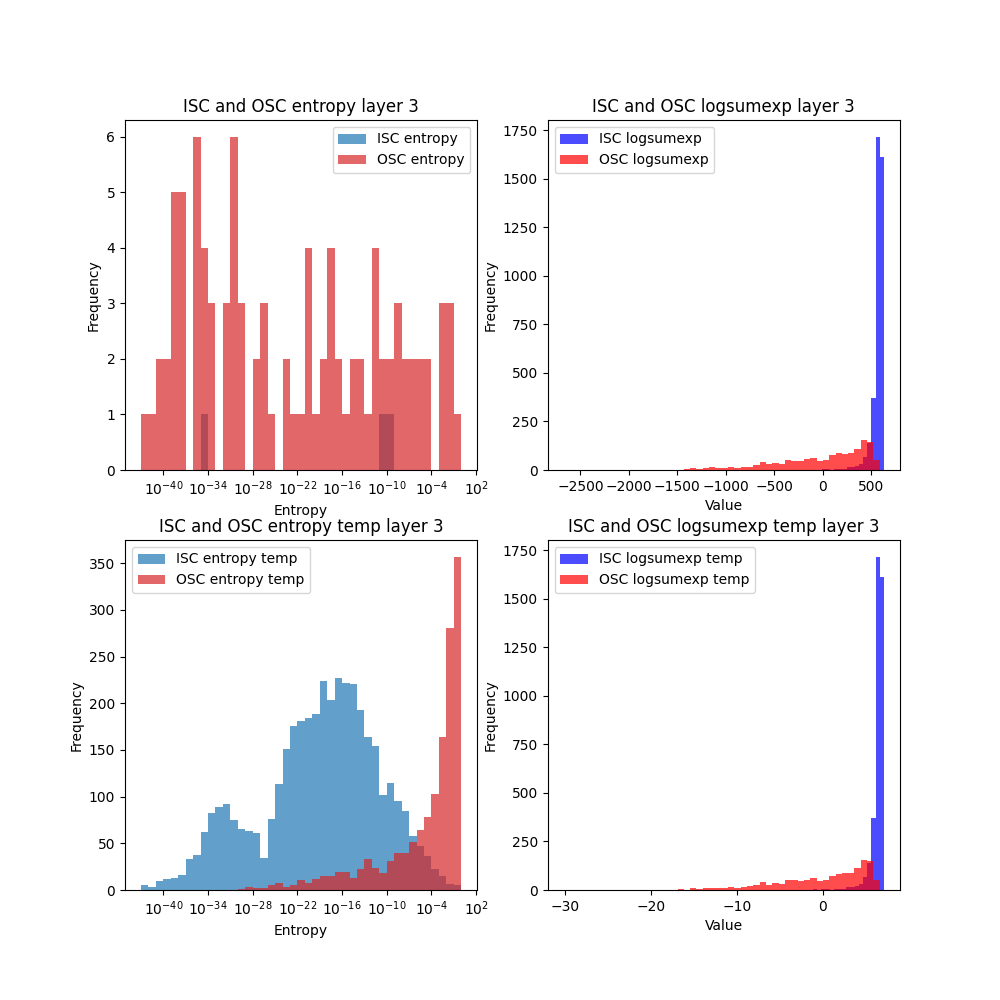 ISC and OSC entropy layer 3
ISC entropy
OSC entropy
Frequency
6
5
4
3
2
1
0
10⁻⁴⁰ 10⁻³⁴ 10⁻²⁸ 10⁻²² 10⁻¹⁶ 10⁻¹⁰ 10⁻⁴ 10²
Entropy
ISC and OSC logsumexp layer 3
ISC logsumexp
OSC logsumexp
Frequency
1750
1500
1250
1000
750
500
250
0
−2500 −2000 −1500 −1000 −500 0 500
Value
ISC and OSC entropy temp layer 3
ISC entropy temp
OSC entropy temp
Frequency
350
300
250
200
150
100
50
0
10⁻⁴⁰ 10⁻³⁴ 10⁻²⁸ 10⁻²² 10⁻¹⁶ 10⁻¹⁰ 10⁻⁴ 10²
Entropy
ISC and OSC logsumexp temp layer 3
ISC logsumexp temp
OSC logsumexp temp
Frequency
1750
1500
1250
1000
750
500
250
0
−30 −20 −10 0
Value